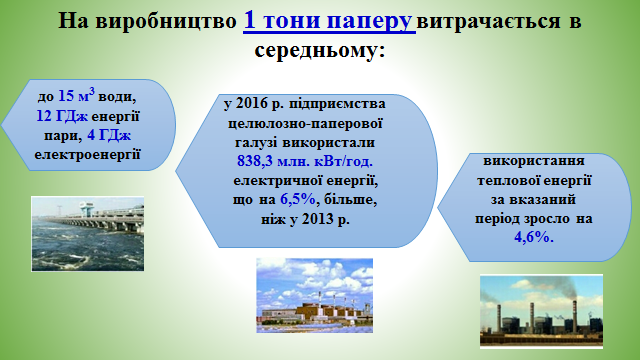 На виробництво 1 тони паперу витрачається в
середньому:
до 15 м³ води,
12 ГДж енергії
пари, 4 ГДж
електроенергії
у 2016 р. підприємства
целюлозно-паперової
галузі використали
838,3 млн. кВт/год.
електричної енергії,
що на 6,5%, більше,
ніж у 2013 р.
використання
теплової енергії
за вказаний
період зросло на
4,6%.